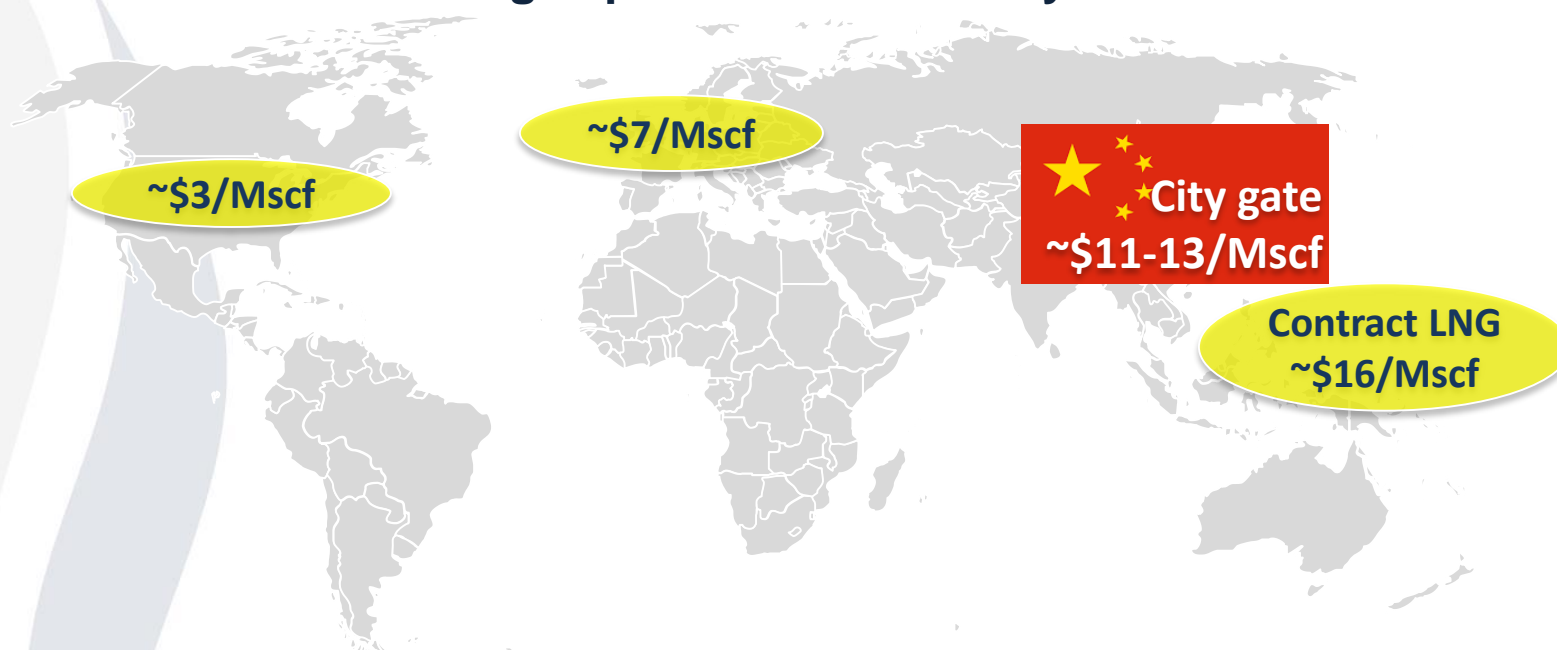 ~$7/Mscf
~$3/Mscf
City gate
~$11-13/Mscf
Contract LNG
~$16/Mscf